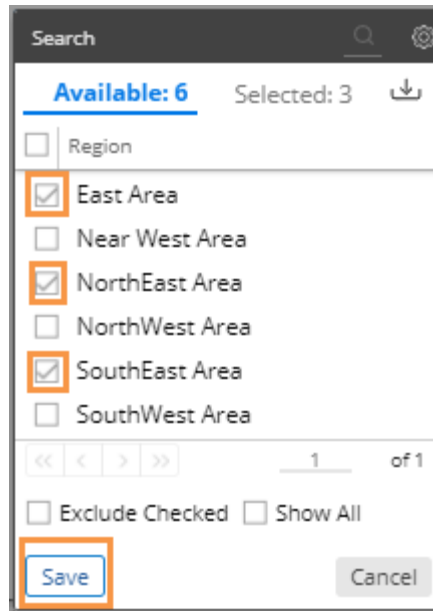 Search
Available: 6 Selected: 3
Region
East Area
Near West Area
NorthEast Area
NorthWest Area
SouthEast Area
SouthWest Area
<< < > >> 1 of 1
Exclude Checked Show All
Save Cancel